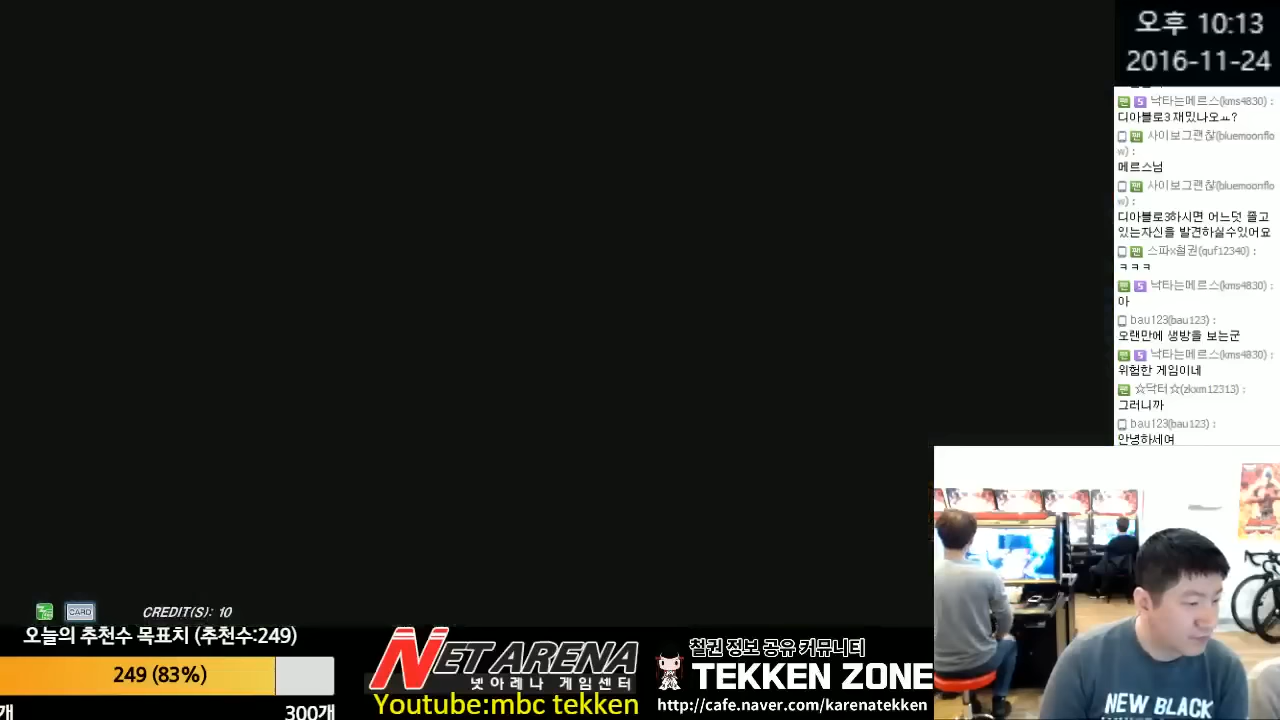 오후 10:13
2016-11-24
팬 S 낙타는메르스(kms4830) :
디아블로3 재밌나오ㅛ?
팬 사이보그괜찮(bluemoonflo
w) :
메르스님
팬 사이보그괜찮(bluemoonflo
w) :
디아블로3하시면 어느덧 졸고
있는자신을 발견하실수있어요
팬 스파x철권(quf12340) :
ㅋㅋㅋ
팬 S 낙타는메르스(kms4830) :
아
bau123(bau123) :
오랜만에 생방을 보는군
팬 S 낙타는메르스(kms4830) :
위험한 게임이네
팬 ☆닥터☆(zkxm12313) :
그러니까
bau123(bau123) :
안녕하세여
CARD
CREDIT(S): 10
오늘의 추천수 목표치 (추천수:249)
249 (83%)
개
300개
NET ARENA
넷아레나 게임센터
Youtube:mbc tekken
철권 정보 공유 커뮤니티
TEKKEN ZONE
http://cafe.naver.com/karenatekken
NEW BLACK